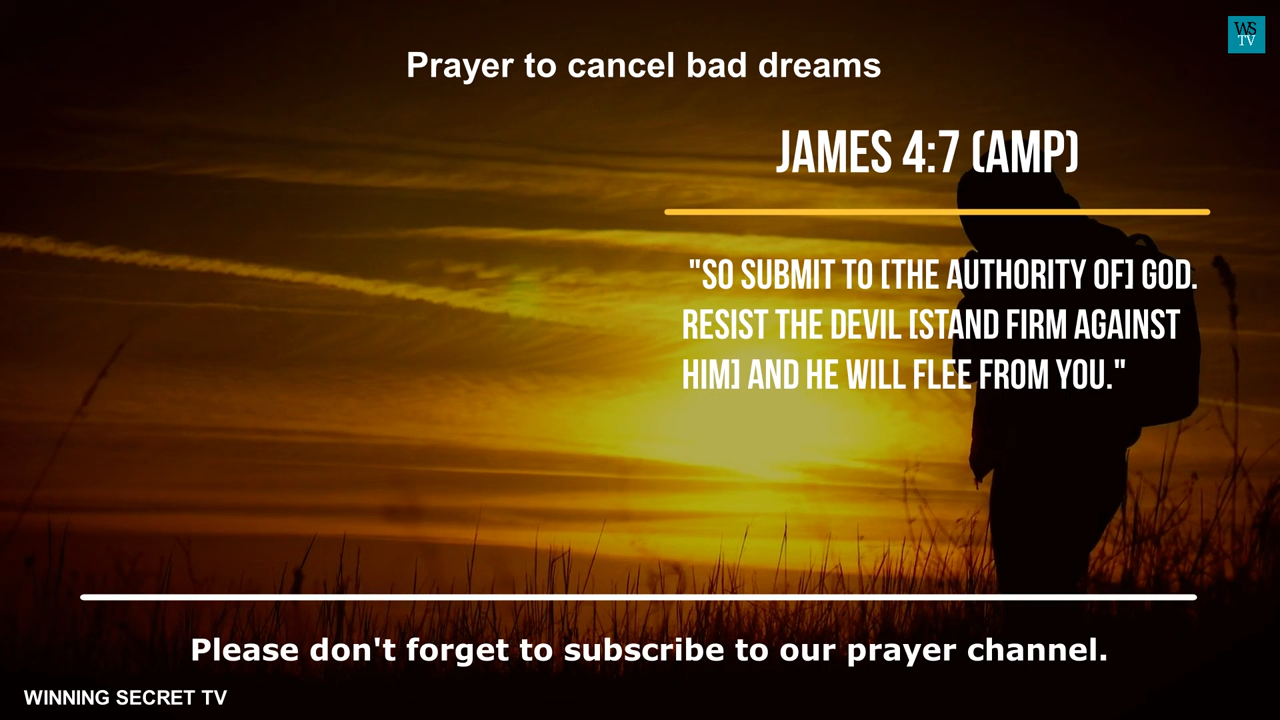 WS
TV
Prayer to cancel bad dreams
JAMES 4:7 (AMP)
"SO SUBMIT TO [THE AUTHORITY OF] GOD.
RESIST THE DEVIL [STAND FIRM AGAINST
HIM] AND HE WILL FLEE FROM YOU."
Please don't forget to subscribe to our prayer channel.
WINNING SECRET TV